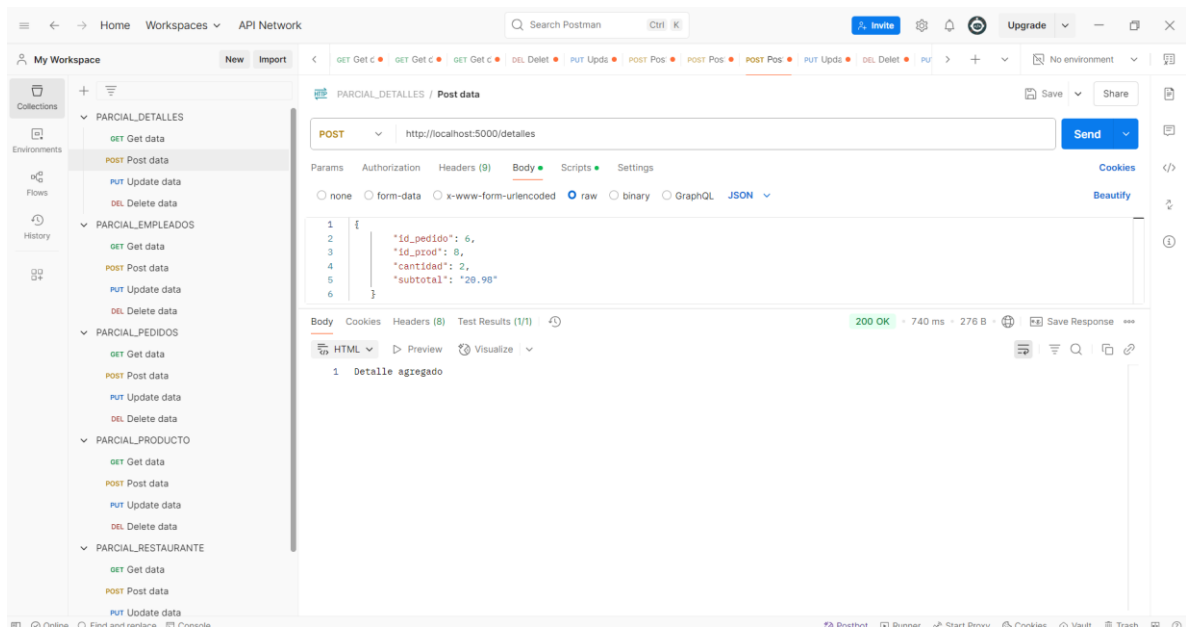 Home Workspaces API Network Search Postman Ctrl K Invite Upgrade
My Workspace New Import GET Get c GET Get c GET Get c DEL Delet PUT Upda POST Pos POST Pos POST Pos PUT Upda DEL Delet PU No environment
Collections
Environments
Flows
History
PARCIAL_DETALLES
GET Get data
POST Post data
PUT Update data
DEL Delete data
PARCIAL_EMPLEADOS
GET Get data
POST Post data
PUT Update data
DEL Delete data
PARCIAL_PEDIDOS
GET Get data
POST Post data
PUT Update data
DEL Delete data
PARCIAL_PRODUCTO
GET Get data
POST Post data
PUT Update data
DEL Delete data
PARCIAL_RESTAURANTE
GET Get data
POST Post data
PUT Update data
HTTP PARCIAL_DETALLES / Post data Save Share
POST http://localhost:5000/detalles Send
Params Authorization Headers (9) Body Scripts Settings Cookies
none form-data x-www-form-urlencoded raw binary GraphQL JSON Beautify
1 {
2 "id_pedido": 6,
3 "id_prod": 8,
4 "cantidad": 2,
5 "subtotal": "20.98"
6 }
Body Cookies Headers (8) Test Results (1/1) 200 OK 740 ms 276 B Save Response
HTML Preview Visualize
1 Detalle agregado
Online Find and replace Console Postbot Runner Start Proxy Cookies Vault Trash